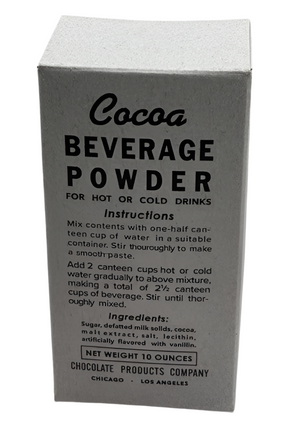 Cocoa
BEVERAGE
POWDER
FOR HOT OR COLD DRINKS
Instructions
Mix contents with one-half can-
teen cup of water in a suitable
container. Stir thouroughly to make
a smooth paste.
Add 2 canteen cups hot or cold
water gradually to above mixture,
making a total of 2½ canteen
cups of beverage. Stir until thor-
oughly mixed.
Ingredients:
Sugar, defatted milk solids, cocoa,
malt extract, salt, lecithin,
artificially flavored with vanillin.
NET WEIGHT 10 OUNCES
CHOCOLATE PRODUCTS COMPANY
CHICAGO · LOS ANGELES